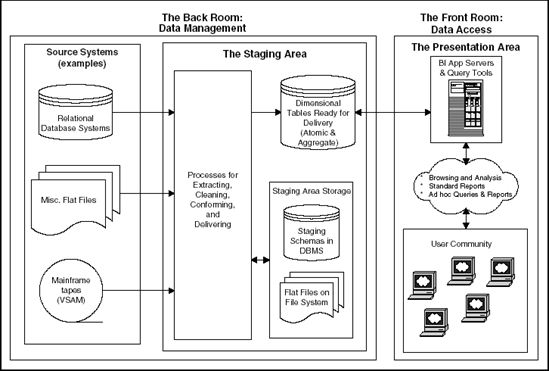 The Back Room:
Data Management
The Front Room:
Data Access
Source Systems
(examples)
The Staging Area
The Presentation Area
Relational
Database Systems
Misc. Flat Files
Mainframe
tapes
(VSAM)
Processes for
Extracting,
Cleaning,
Conforming,
and
Delivering
Dimensional
Tables Ready for
Delivery
(Atomic &
Aggregate)
Staging Area Storage
Staging
Schemas in
DBMS
Flat Files on
File System
BI App Servers
& Query Tools
* Browsing and Analysis
* Standard Reports
* Ad hoc Queries & Reports
User Community